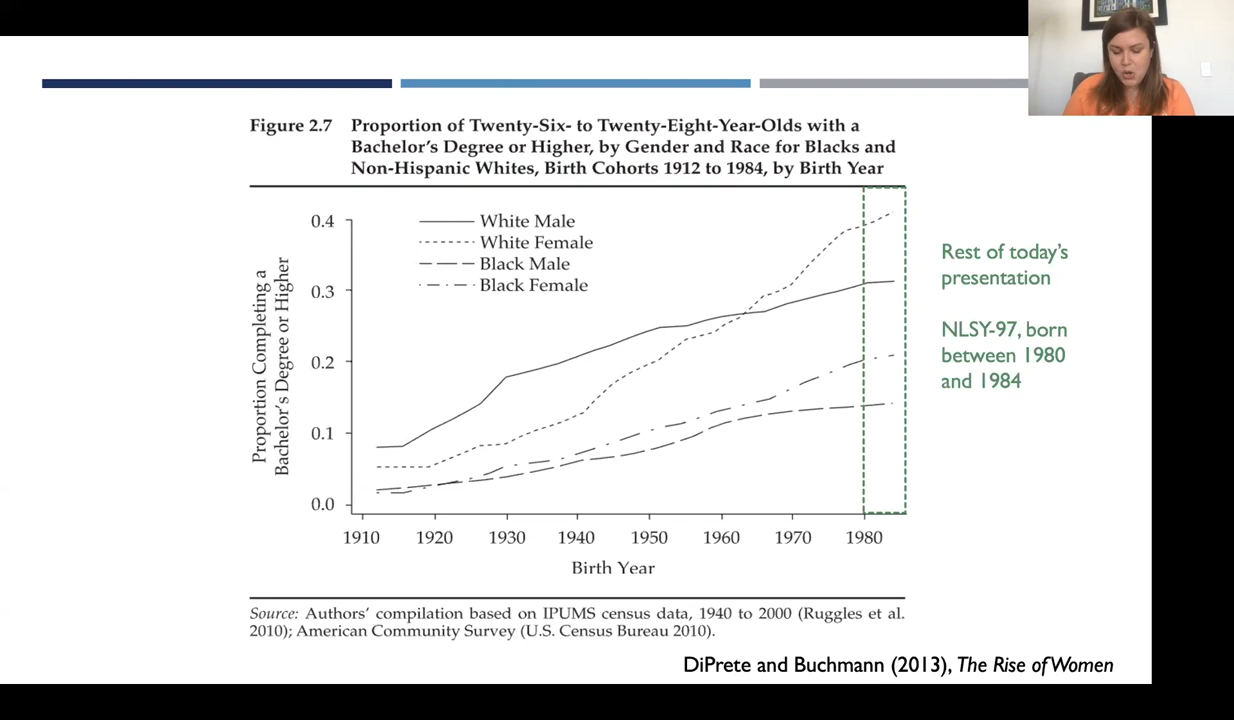 Figure 2.7 Proportion of Twenty-Six- to Twenty-Eight-Year-Olds with a
Bachelor's Degree or Higher, by Gender and Race for Blacks and
Non-Hispanic Whites, Birth Cohorts 1912 to 1984, by Birth Year
Proportion Completing a
Bachelor's Degree or Higher
0.4
0.3
0.2
0.1
0.0
White Male
White Female
Black Male
Black Female
1910 1920 1930 1940 1950 1960 1970 1980
Birth Year
Rest of today's
presentation
NLSY-97, born
between 1980
and 1984
Source: Authors' compilation based on IPUMS census data, 1940 to 2000 (Ruggles et al.
2010); American Community Survey (U.S. Census Bureau 2010).
DiPrete and Buchmann (2013), The Rise of Women